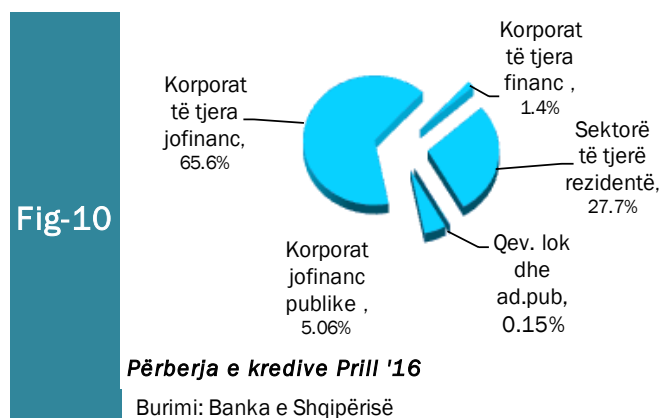 Fig-10
Korporat
të tjera
financ ,
1.4%
Korporat
të tjera
jofinanc,
65.6%
Sektorë
të tjerë
rezidentë,
27.7%
Qev. lok
dhe
ad.pub,
0.15%
Korporat
jofinanc
publike ,
5.06%
Përberja e kredive Prill '16
Burimi: Banka e Shqipërisë